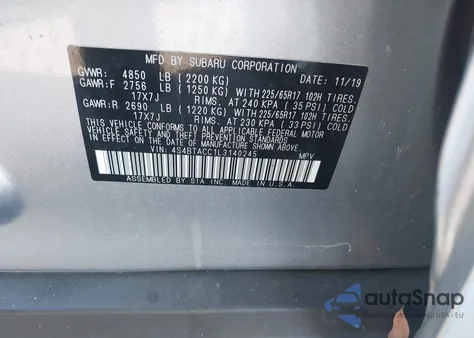 MFD BY SUBARU CORPORATION
GVWR: 4850 LB (2200 KG) DATE: 11/19
GAWR:F 2756 LB (1250 KG) WITH 225/65R17 102H TIRES,
17X7J RIMS, AT 240 KPA (35 PSI) COLD
GAWR:R 2690 LB (1220 KG) WITH 225/65R17 102H TIRES,
17X7J RIMS, AT 230 KPA (33 PSI) COLD
THIS VEHICLE CONFORMS TO ALL APPLICABLE FEDERAL MOTOR
VEHICLE SAFETY STANDARDS IN EFFECT
ON THE DATE OF MANUFACTURE SHOWN ABOVE.
VIN: 4S4BTACC1L3140245 MPV
ASSEMBLED BY SIA INC. IN U.S.A.
autoSnap
USA - EU